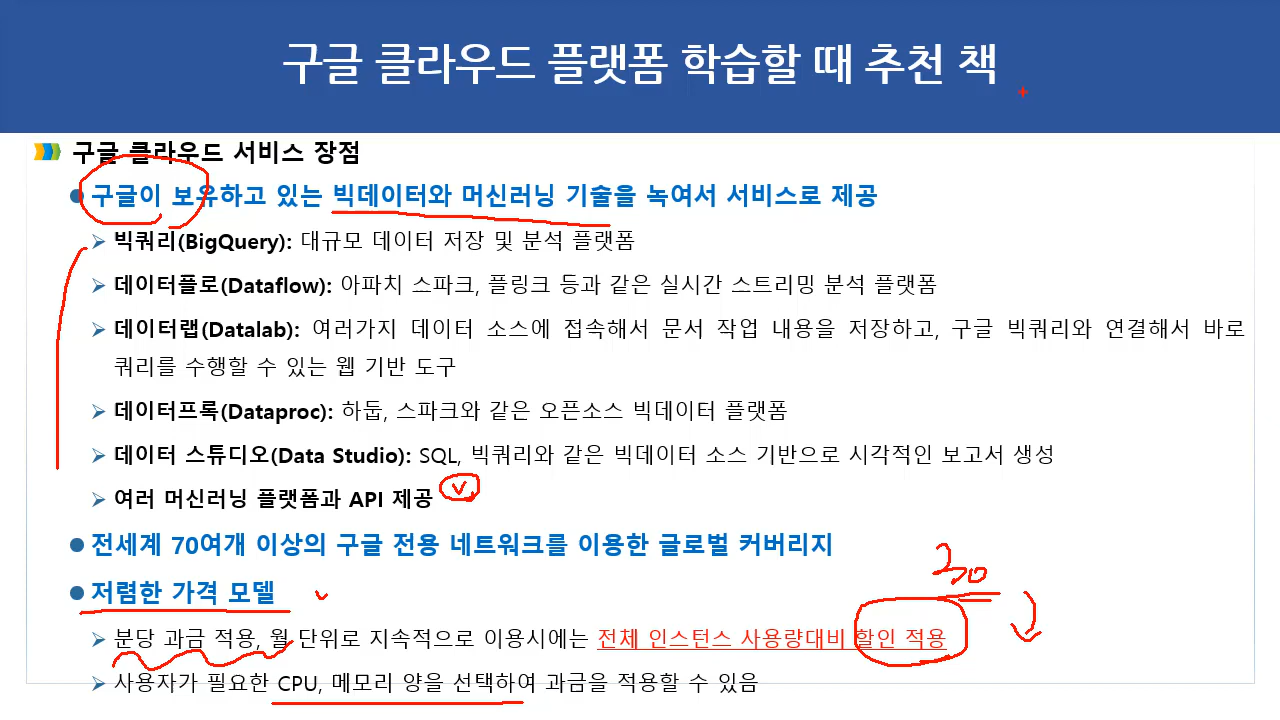 구글 클라우드 플랫폼 학습할 때 추천 책
구글 클라우드 서비스 장점
구글이 보유하고 있는 빅데이터와 머신러닝 기술을 녹여서 서비스로 제공
빅쿼리(BigQuery): 대규모 데이터 저장 및 분석 플랫폼
데이터플로(Dataflow): 아파치 스파크, 플링크 등과 같은 실시간 스트리밍 분석 플랫폼
데이터랩(Datalab): 여러가지 데이터 소스에 접속해서 문서 작업 내용을 저장하고, 구글 빅쿼리와 연결해서 바로
쿼리를 수행할 수 있는 웹 기반 도구
데이터프록(Dataproc): 하둡, 스파크와 같은 오픈소스 빅데이터 플랫폼
데이터 스튜디오(Data Studio): SQL, 빅쿼리와 같은 빅데이터 소스 기반으로 시각적인 보고서 생성
여러 머신러닝 플랫폼과 API 제공
전세계 70여개 이상의 구글 전용 네트워크를 이용한 글로벌 커버리지
저렴한 가격 모델
30
분당 과금 적용, 월 단위로 지속적으로 이용시에는 전체 인스턴스 사용량대비 할인 적용
사용자가 필요한 CPU, 메모리 양을 선택하여 과금을 적용할 수 있음